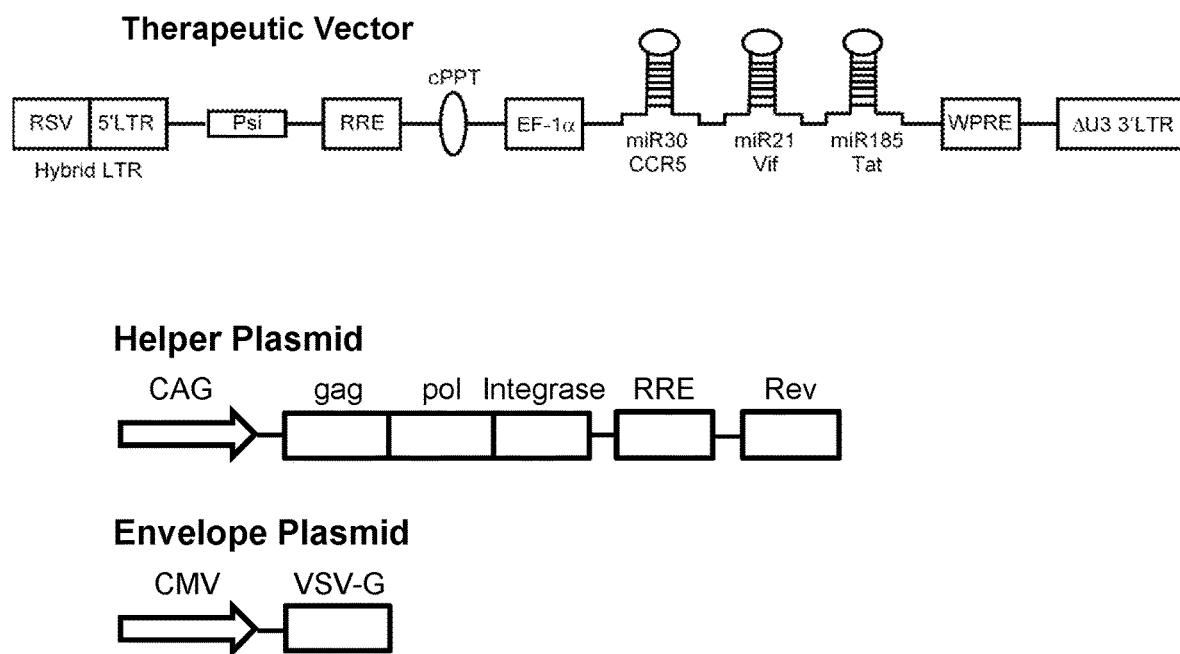 Therapeutic Vector
cPPT
RSV 5'LTR Psi RRE EF-1α WPRE ΔU3 3'LTR
Hybrid LTR
miR30 miR21 miR185
CCR5 Vif Tat
Helper Plasmid
CAG gag pol Integrase RRE Rev
Envelope Plasmid
CMV VSV-G